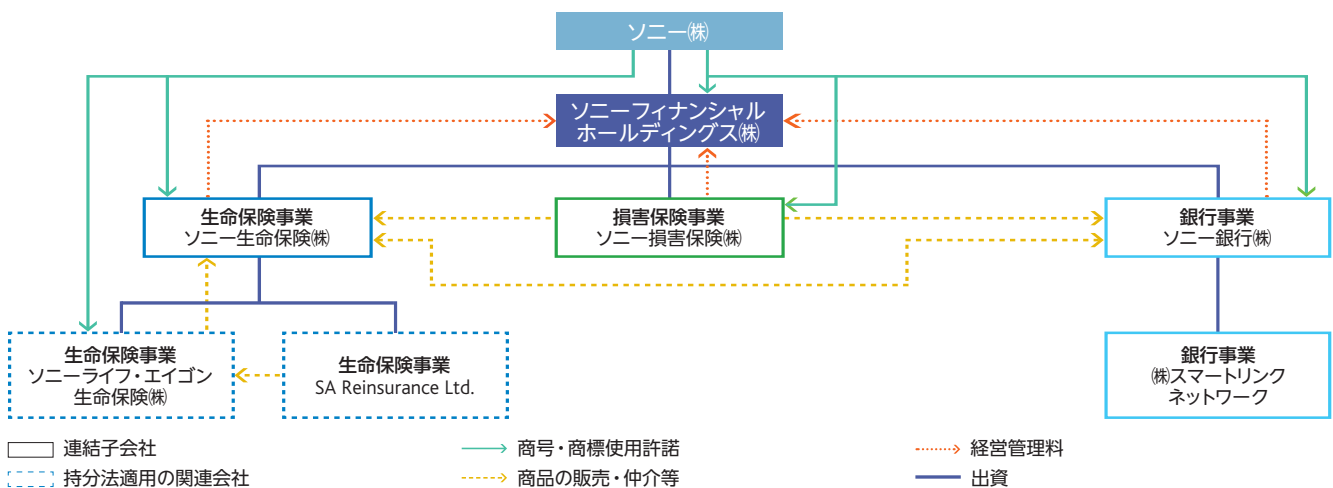 ソニー㈱
ソニーフィナンシャル
ホールディングス㈱
生命保険事業
ソニー生命保険㈱
損害保険事業
ソニー損害保険㈱
銀行事業
ソニー銀行㈱
生命保険事業
ソニーライフ・エイゴン
生命保険㈱
生命保険事業
SA Reinsurance Ltd.
銀行事業
㈱スマートリンク
ネットワーク
連結子会社
商号・商標使用許諾
経営管理料
持分法適用の関連会社
商品の販売・仲介等
出資